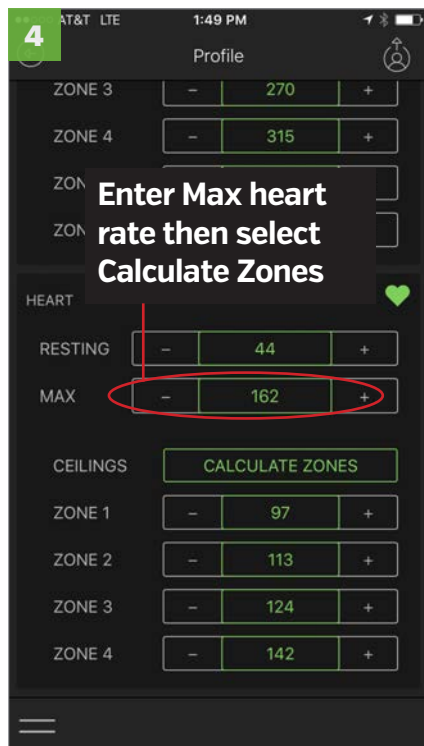 4
AT&T LTE 1:49 PM
Profile
ZONE 3 - 270 +
ZONE 4 - 315 +
ZON
ZON
Enter Max heart
rate then select
Calculate Zones
HEART
RESTING - 44 +
MAX - 162 +
CEILINGS CALCULATE ZONES
ZONE 1 - 97 +
ZONE 2 - 113 +
ZONE 3 - 124 +
ZONE 4 - 142 +